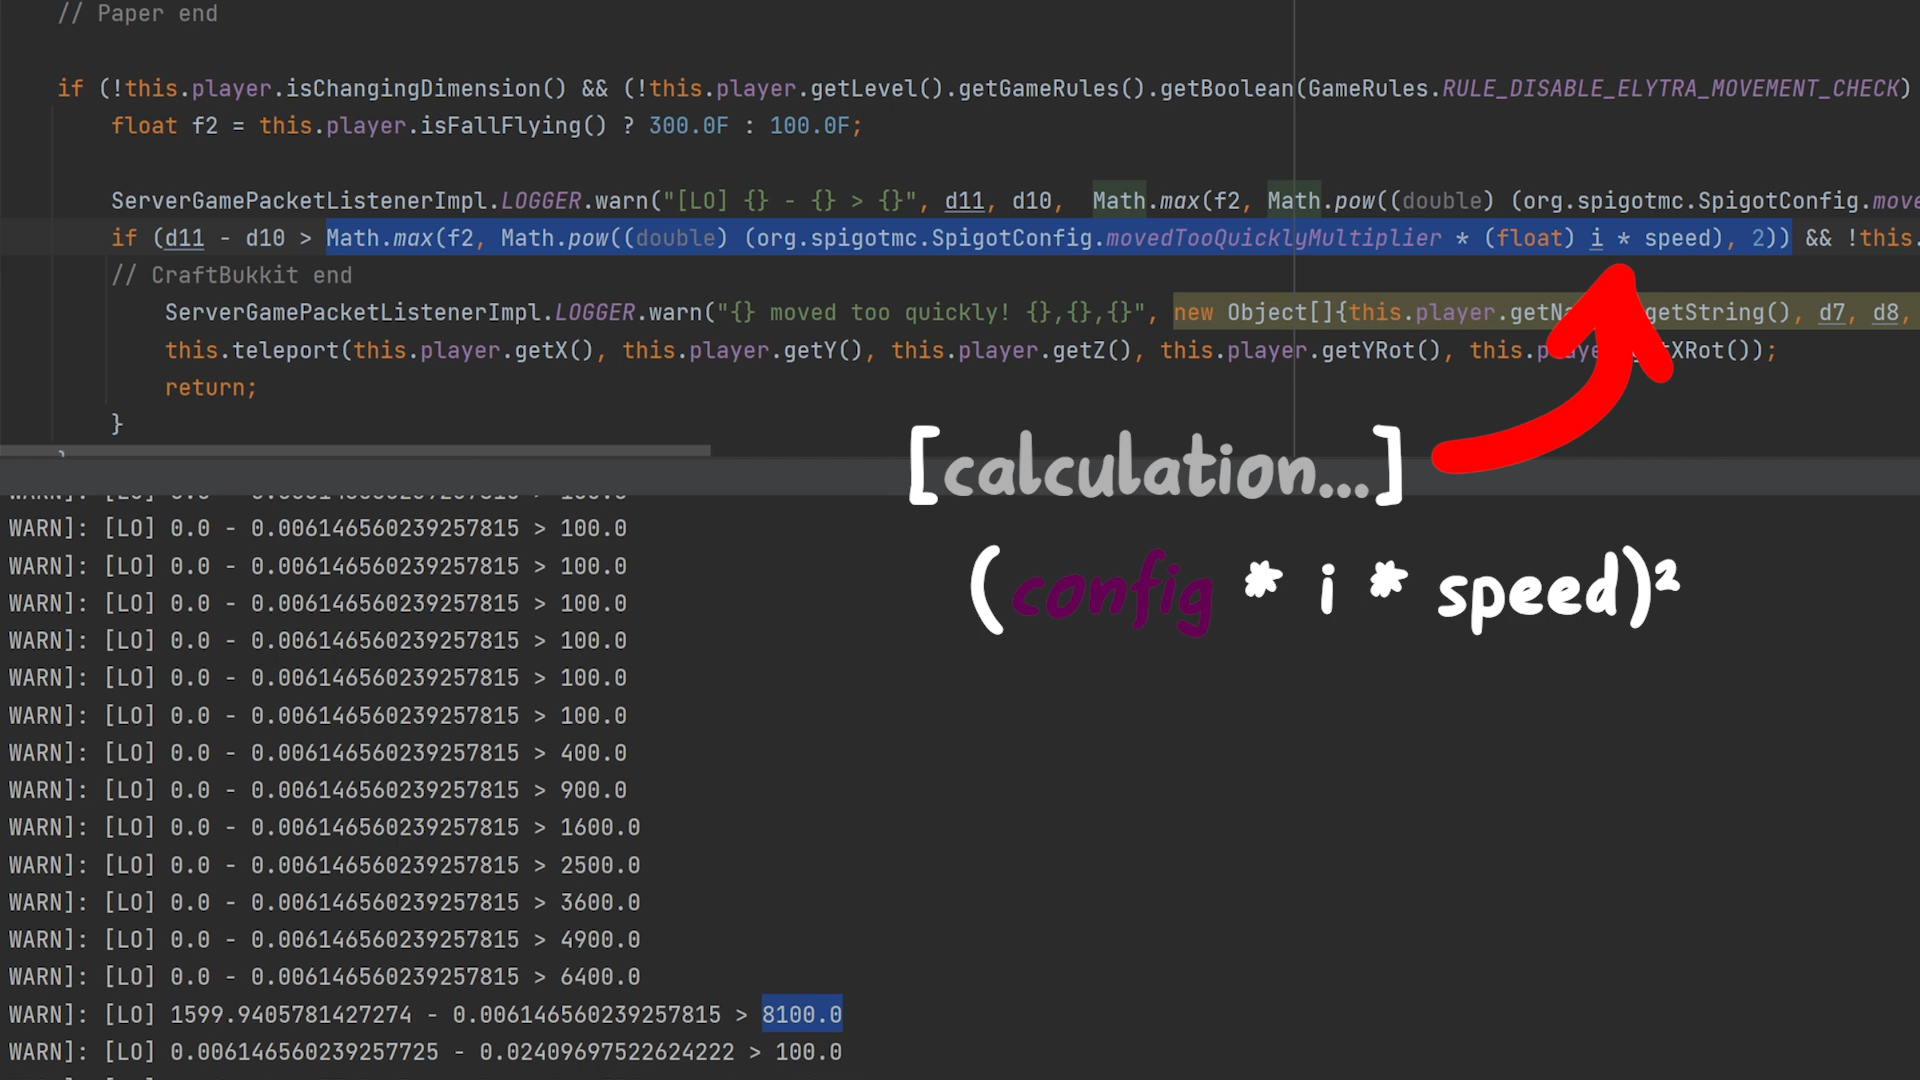 // Paper end
if (!this.player.isChangingDimension() && (!this.player.getLevel().getGameRules().getBoolean(GameRules.RULE_DISABLE_ELYTRA_MOVEMENT_CHECK)
float f2 = this.player.isFallFlying() ? 300.0F : 100.0F;
ServerGamePacketListenerImpl.LOGGER.warn("[LO] {} - {} > {}", d11, d10, Math.max(f2, Math.pow((double) (org.spigotmc.SpigotConfig.move
if (d11 - d10 > Math.max(f2, Math.pow((double) (org.spigotmc.SpigotConfig.movedTooQuicklyMultiplier * (float) i * speed), 2)) && !this.
// CraftBukkit end
ServerGamePacketListenerImpl.LOGGER.warn("{} moved too quickly! {},{},{}", new Object[]{this.player.getNa getString(), d7, d8,
this.teleport(this.player.getX(), this.player.getY(), this.player.getZ(), this.player.getYRot(), this.p tXRot());
return;
}
[calculation...]
(config * i * speed)²
WARN]: [LO] 0.0 - 0.006146560239257815 > 100.0
WARN]: [LO] 0.0 - 0.006146560239257815 > 100.0
WARN]: [LO] 0.0 - 0.006146560239257815 > 100.0
WARN]: [LO] 0.0 - 0.006146560239257815 > 100.0
WARN]: [LO] 0.0 - 0.006146560239257815 > 100.0
WARN]: [LO] 0.0 - 0.006146560239257815 > 100.0
WARN]: [LO] 0.0 - 0.006146560239257815 > 400.0
WARN]: [LO] 0.0 - 0.006146560239257815 > 900.0
WARN]: [LO] 0.0 - 0.006146560239257815 > 1600.0
WARN]: [LO] 0.0 - 0.006146560239257815 > 2500.0
WARN]: [LO] 0.0 - 0.006146560239257815 > 3600.0
WARN]: [LO] 0.0 - 0.006146560239257815 > 4900.0
WARN]: [LO] 0.0 - 0.006146560239257815 > 6400.0
WARN]: [LO] 1599.9405781427274 - 0.006146560239257815 > 8100.0
WARN]: [LO] 0.006146560239257725 - 0.02409697522624222 > 100.0